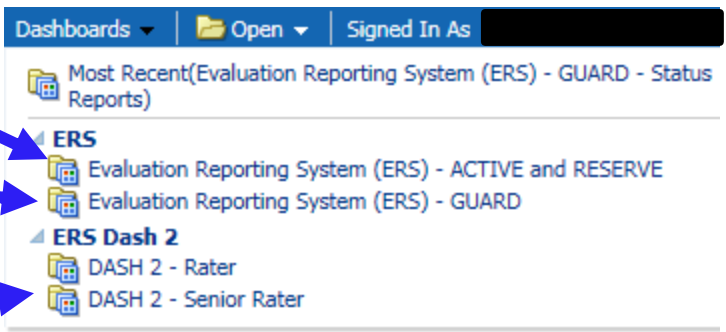 Dashboards Open Signed In As
Most Recent(Evaluation Reporting System (ERS) - GUARD - Status
Reports)
ERS
Evaluation Reporting System (ERS) - ACTIVE and RESERVE
Evaluation Reporting System (ERS) - GUARD
ERS Dash 2
DASH 2 - Rater
DASH 2 - Senior Rater